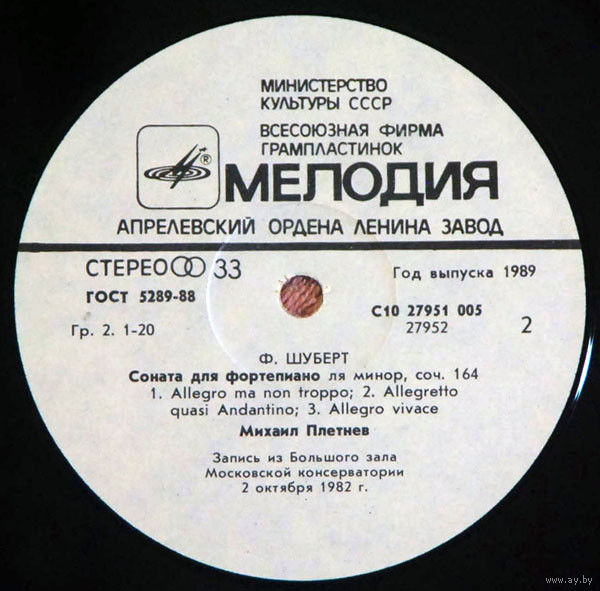 МИНИСТЕРСТВО
КУЛЬТУРЫ СССР
ВСЕСОЮЗНАЯ ФИРМА
ГРАМПЛАСТИНОК
®
МЕЛОДИЯ
АПРЕЛЕВСКИЙ ОРДЕНА ЛЕНИНА ЗАВОД
СТЕРЕО 33
Год выпуска 1989
ГОСТ 5289-88
С10 27951 005
Гр. 2. 1-20
27952
2
Ф. ШУБЕРТ
Соната для фортепиано ля минор, соч. 164
1. Allegro ma non troppo; 2. Allegretto
quasi Andantino; 3. Allegro vivace
Михаил Плетнев
Запись из Большого зала
Московской консерватории
2 октября 1982 г.
www.ay.by